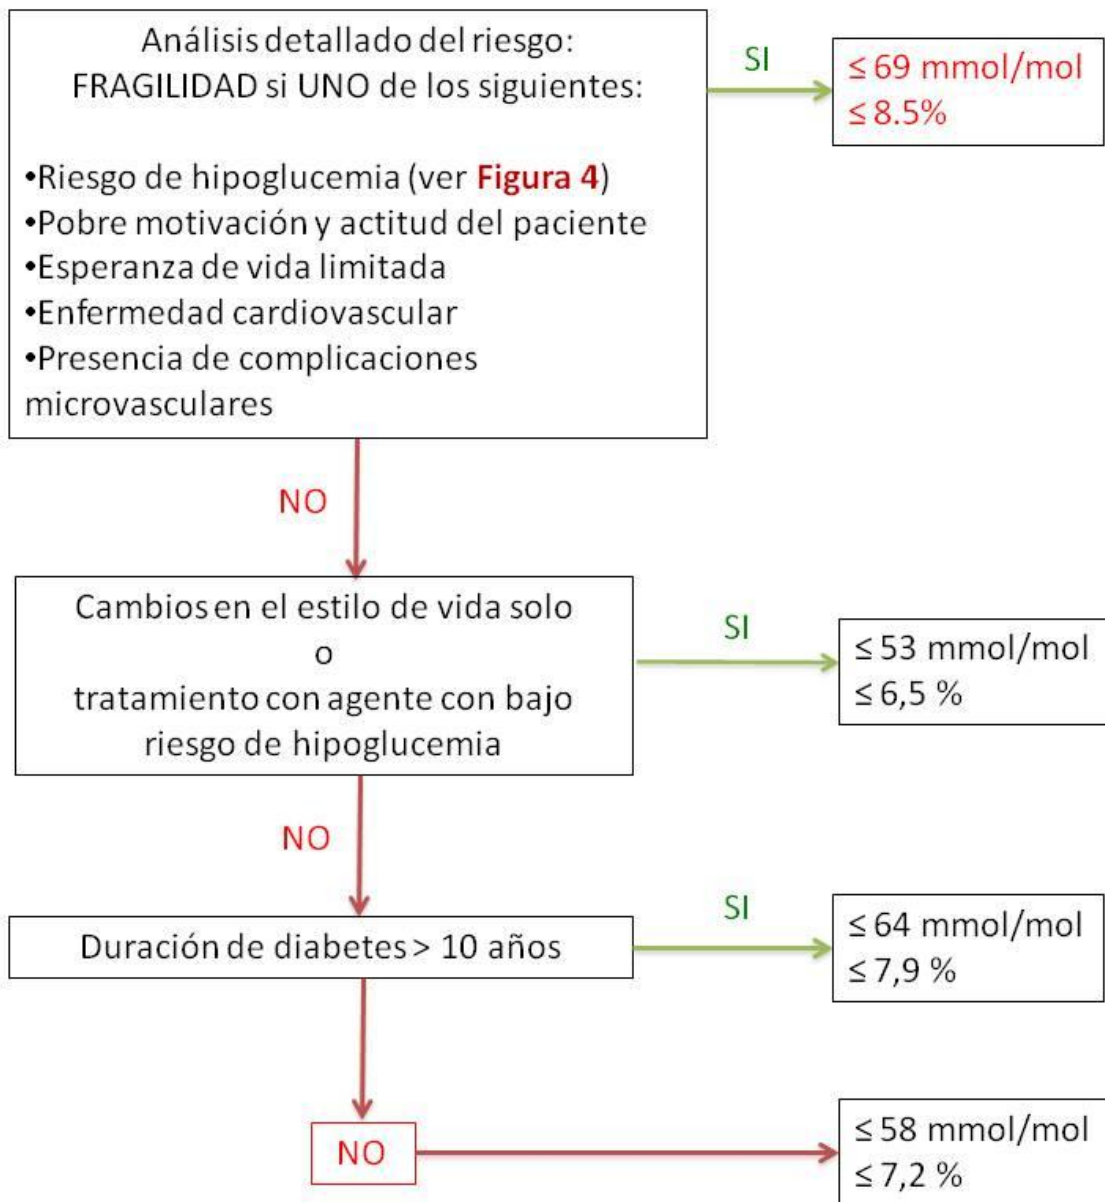 Análisis detallado del riesgo:
FRAGILIDAD si UNO de los siguientes:
•Riesgo de hipoglucemia (ver Figura 4)
•Pobre motivación y actitud del paciente
•Esperanza de vida limitada
•Enfermedad cardiovascular
•Presencia de complicaciones
microvasculares
SI
≤ 69 mmol/mol
≤ 8.5%
NO
Cambios en el estilo de vida solo
o
tratamiento con agente con bajo
riesgo de hipoglucemia
SI
≤ 53 mmol/mol
≤ 6,5 %
NO
Duración de diabetes > 10 años
SI
≤ 64 mmol/mol
≤ 7,9 %
NO
≤ 58 mmol/mol
≤ 7,2 %